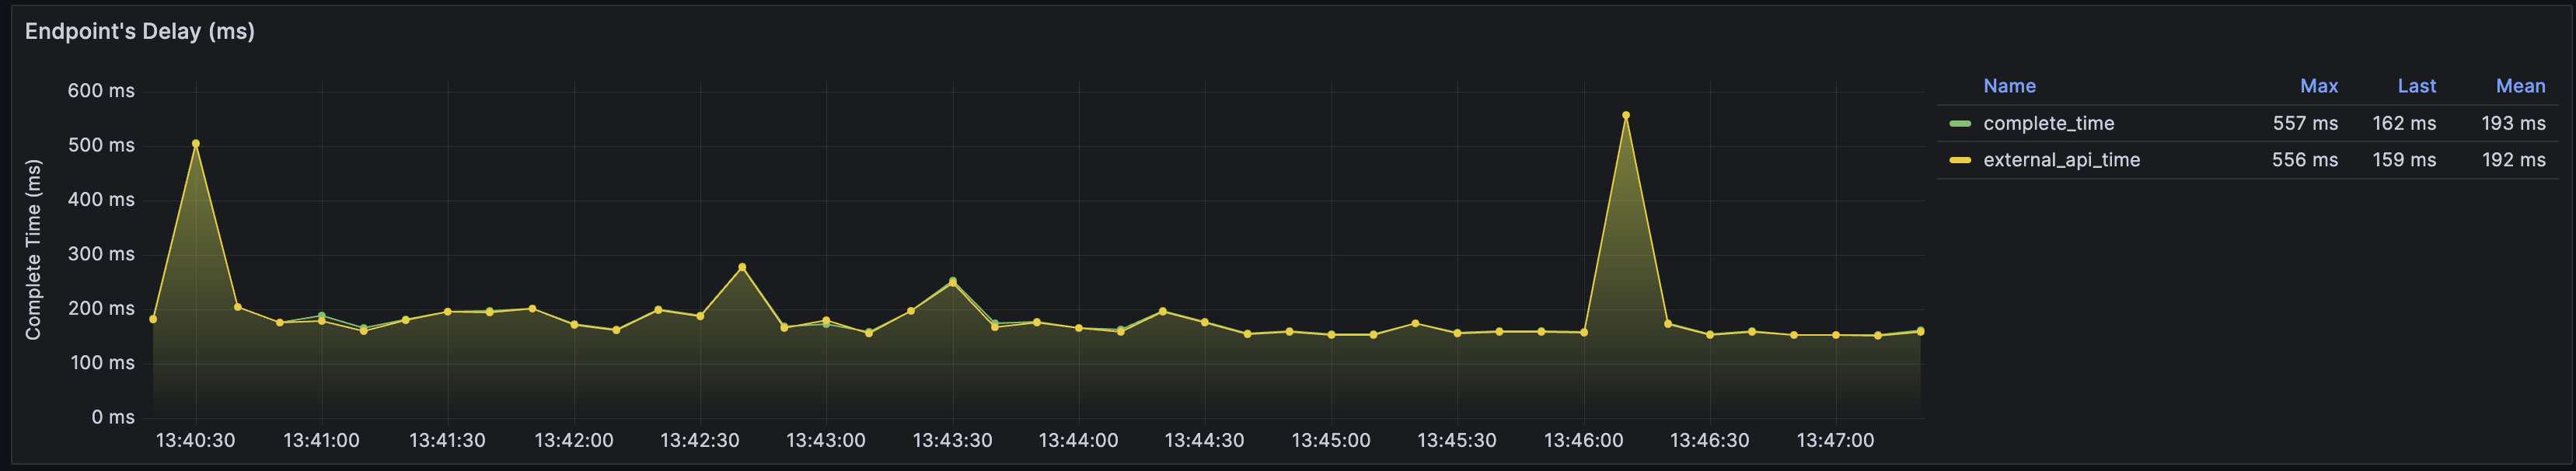 Endpoint's Delay (ms)
Complete Time (ms)
600 ms
500 ms
400 ms
300 ms
200 ms
100 ms
0 ms
13:40:30 13:41:00 13:41:30 13:42:00 13:42:30 13:43:00 13:43:30 13:44:00 13:44:30 13:45:00 13:45:30 13:46:00 13:46:30 13:47:00
Name Max Last Mean
complete_time 557 ms 162 ms 193 ms
external_api_time 556 ms 159 ms 192 ms